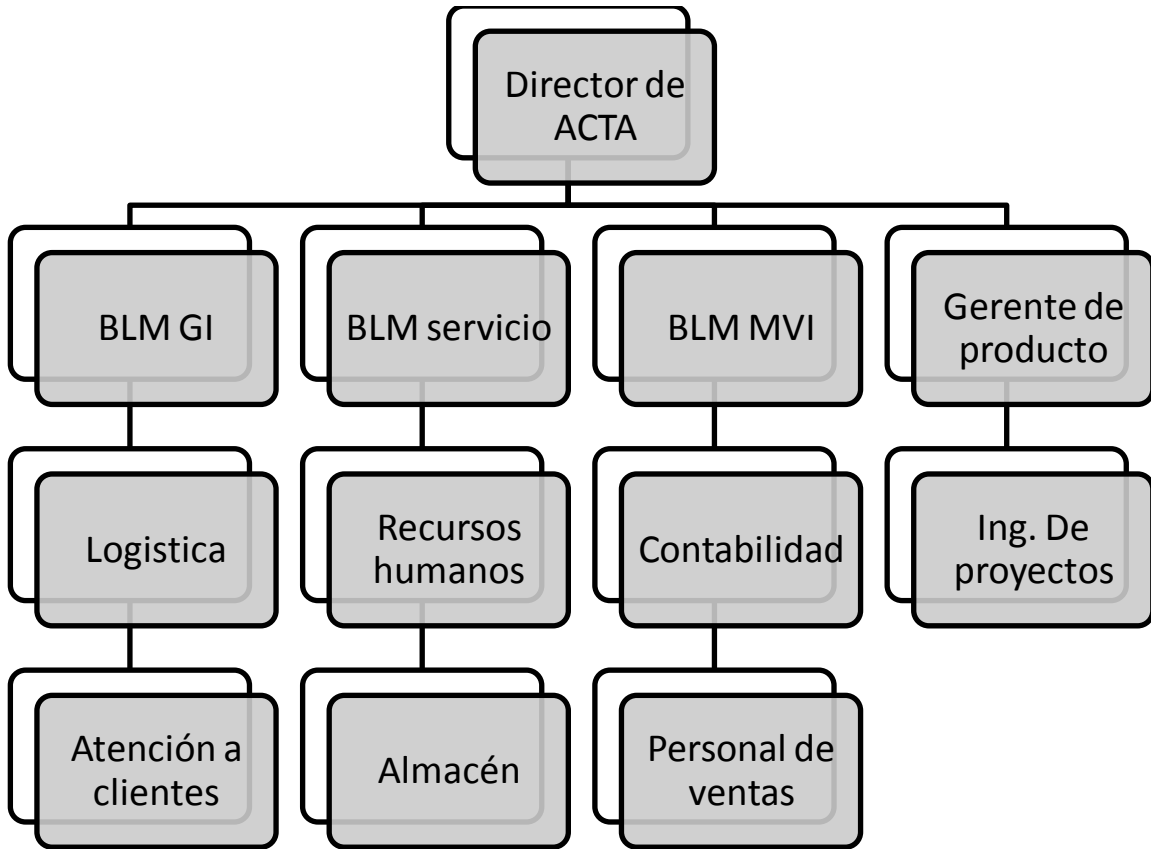 Director de
ACTA
BLM GI
BLM servicio
BLM MVI
Gerente de
producto
Logistica
Recursos
humanos
Contabilidad
Ing. De
proyectos
Atención a
clientes
Almacén
Personal de
ventas